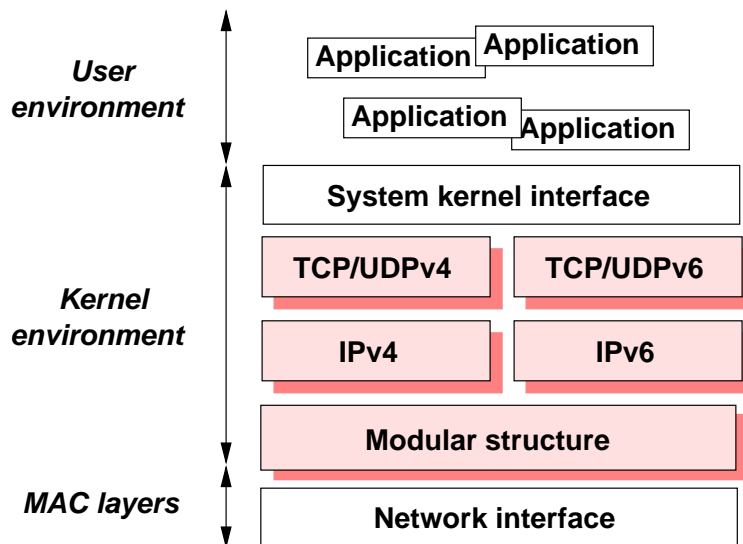 User
environment
Application
Application
Application
Application
System kernel interface
TCP/UDPv4
TCP/UDPv6
Kernel
environment
IPv4
IPv6
Modular structure
MAC layers
Network interface